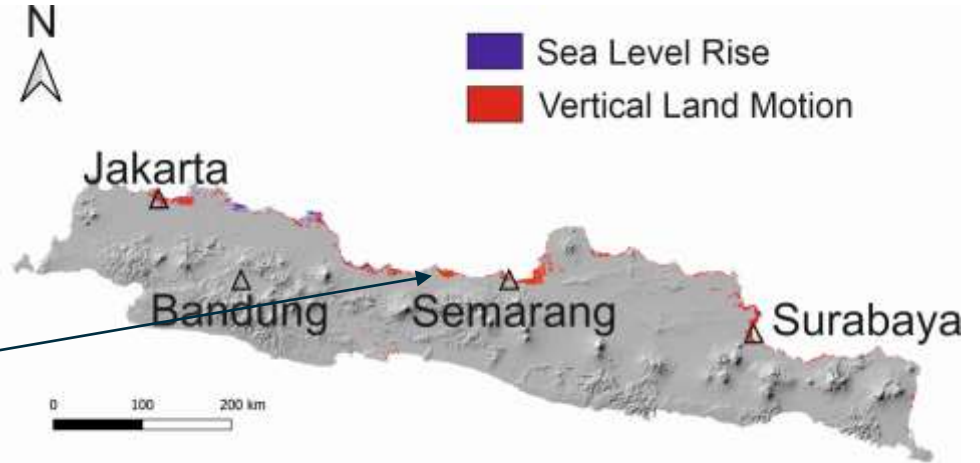 N
Sea Level Rise
Vertical Land Motion
Jakarta
Bandung
Semarang
Surabaya
0 100 200 km